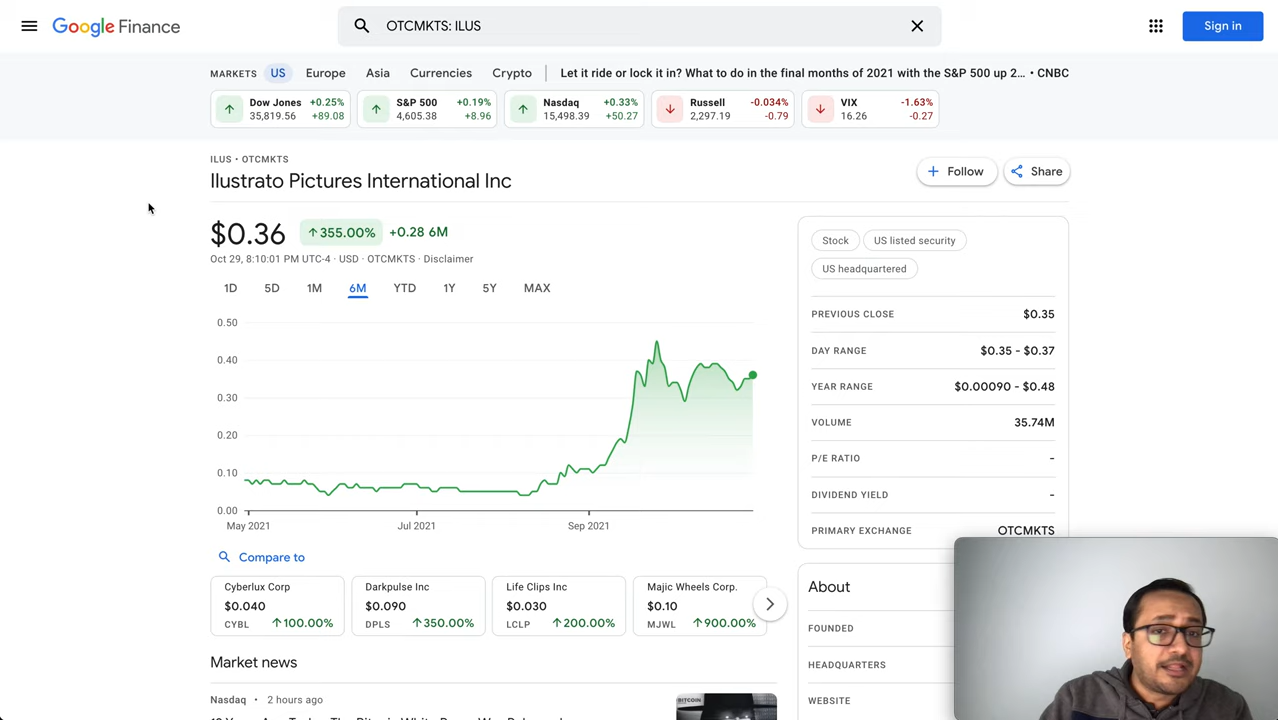 Google Finance
OTCMKTS: ILUS
Sign in
MARKETS US Europe Asia Currencies Crypto Let it ride or lock it in? What to do in the final months of 2021 with the S&P 500 up 2… • CNBC
Dow Jones +0.25%
35,819.56 +89.08
S&P 500 +0.19%
4,605.38 +8.96
Nasdaq +0.33%
15,498.39 +50.27
Russell -0.034%
2,297.19 -0.79
VIX -1.63%
16.26 -0.27
ILUS • OTCMKTS
Ilustrato Pictures International Inc
Follow
Share
$0.36 ↑355.00% +0.28 6M
Oct 29, 8:10:01 PM UTC-4 · USD · OTCMKTS · Disclaimer
1D 5D 1M 6M YTD 1Y 5Y MAX
0.50
0.40
0.30
0.20
0.10
0.00
May 2021 Jul 2021 Sep 2021
Compare to
Cyberlux Corp
$0.040
CYBL ↑100.00%
Darkpulse Inc
$0.090
DPLS ↑350.00%
Life Clips Inc
$0.030
LCLP ↑200.00%
Majic Wheels Corp.
$0.10
MJWL ↑900.00%
Market news
Nasdaq • 2 hours ago
BITCOIN
Stock US listed security
US headquartered
PREVIOUS CLOSE $0.35
DAY RANGE $0.35 - $0.37
YEAR RANGE $0.00090 - $0.48
VOLUME 35.74M
P/E RATIO -
DIVIDEND YIELD -
PRIMARY EXCHANGE OTCMKTS
About
FOUNDED
HEADQUARTERS
WEBSITE